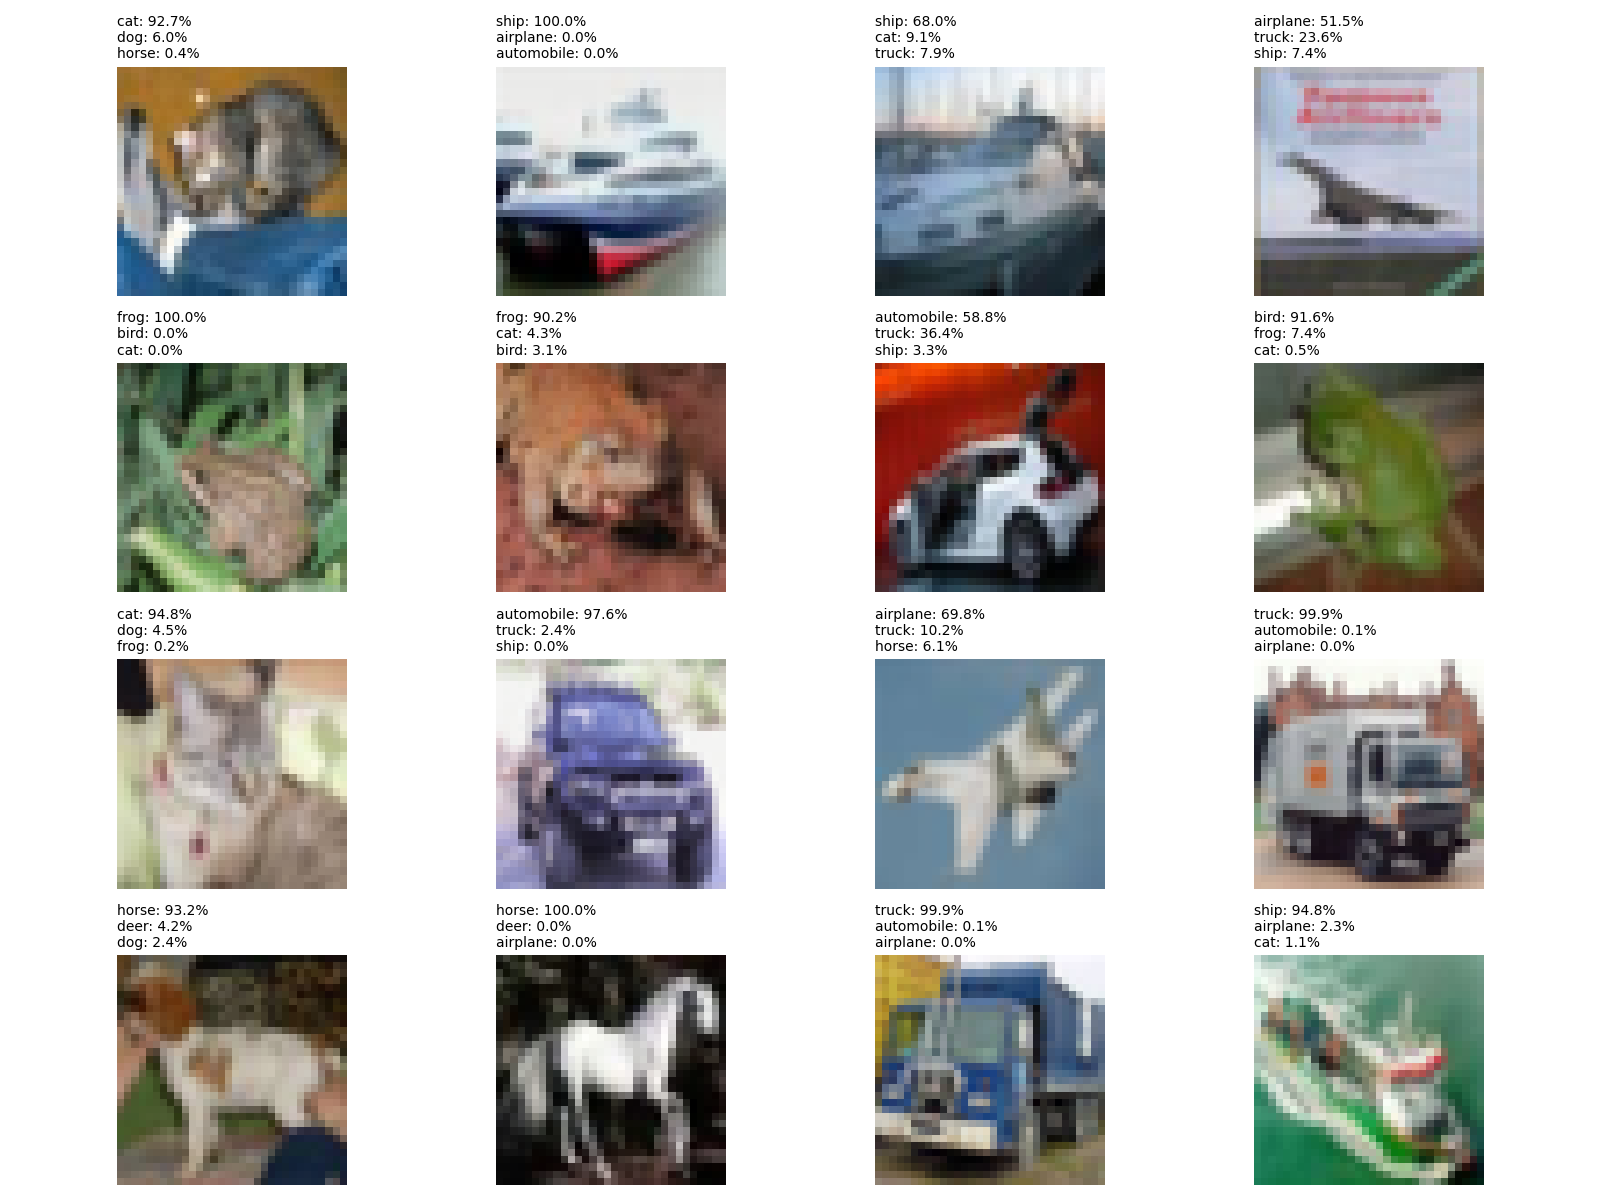 cat: 92.7%
dog: 6.0%
horse: 0.4%
ship: 100.0%
airplane: 0.0%
automobile: 0.0%
ship: 68.0%
cat: 9.1%
truck: 7.9%
airplane: 51.5%
truck: 23.6%
ship: 7.4%
frog: 100.0%
bird: 0.0%
cat: 0.0%
frog: 90.2%
cat: 4.3%
bird: 3.1%
automobile: 58.8%
truck: 36.4%
ship: 3.3%
bird: 91.6%
frog: 7.4%
cat: 0.5%
cat: 94.8%
dog: 4.5%
frog: 0.2%
automobile: 97.6%
truck: 2.4%
ship: 0.0%
airplane: 69.8%
truck: 10.2%
horse: 6.1%
truck: 99.9%
automobile: 0.1%
airplane: 0.0%
horse: 93.2%
deer: 4.2%
dog: 2.4%
horse: 100.0%
deer: 0.0%
airplane: 0.0%
truck: 99.9%
automobile: 0.1%
airplane: 0.0%
ship: 94.8%
airplane: 2.3%
cat: 1.1%